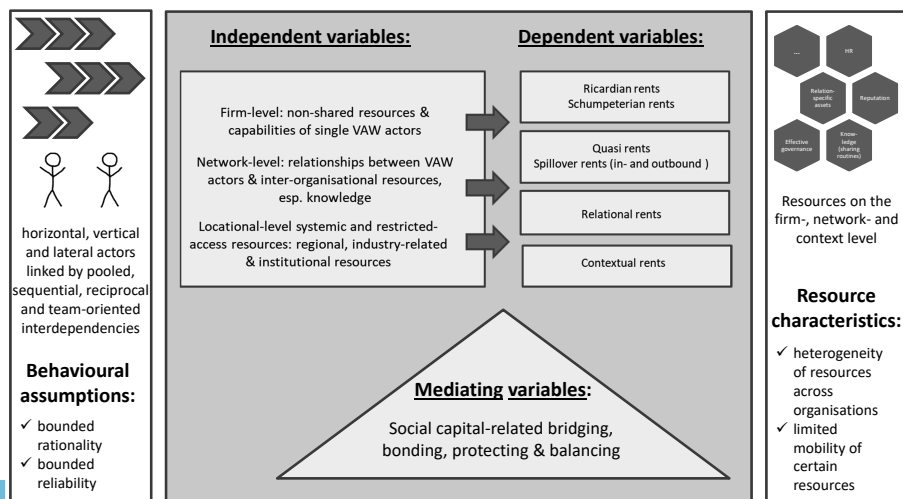 horizontal, vertical
and lateral actors
linked by pooled,
sequential, reciprocal
and team-oriented
interdependencies
Behavioural
assumptions:
✓ bounded
rationality
✓ bounded
reliability
Independent variables:
Firm-level: non-shared resources &
capabilities of single VAW actors
Network-level: relationships between VAW
actors & inter-organisational resources,
esp. knowledge
Locational-level systemic and restricted-
access resources: regional, industry-related
& institutional resources
Dependent variables:
Ricardian rents
Schumpeterian rents
Quasi rents
Spillover rents (in- and outbound )
Relational rents
Contextual rents
Mediating variables:
Social capital-related bridging,
bonding, protecting & balancing
...
HR
Relation-
specific
assets
Reputation
Effective
governance
Know-
ledge
(sharing
routines)
Resources on the
firm-, network- and
context level
Resource
characteristics:
✓ heterogeneity
of resources
across
organisations
✓ limited
mobility of
certain
resources